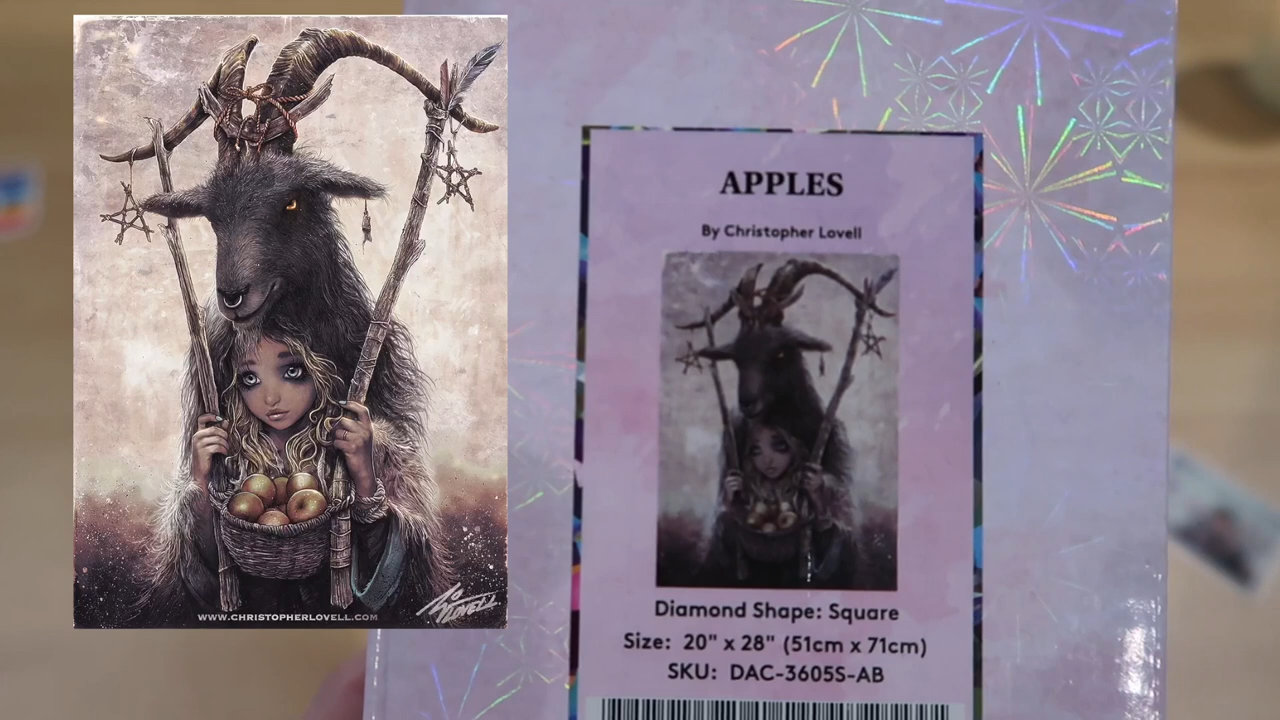 WWW.CHRISTOPHERLOVELL.COM
LOVELL
APPLES
By Christopher Lovell
Diamond Shape: Square
Size: 20" x 28" (51cm x 71cm)
SKU: DAC-3605S-AB